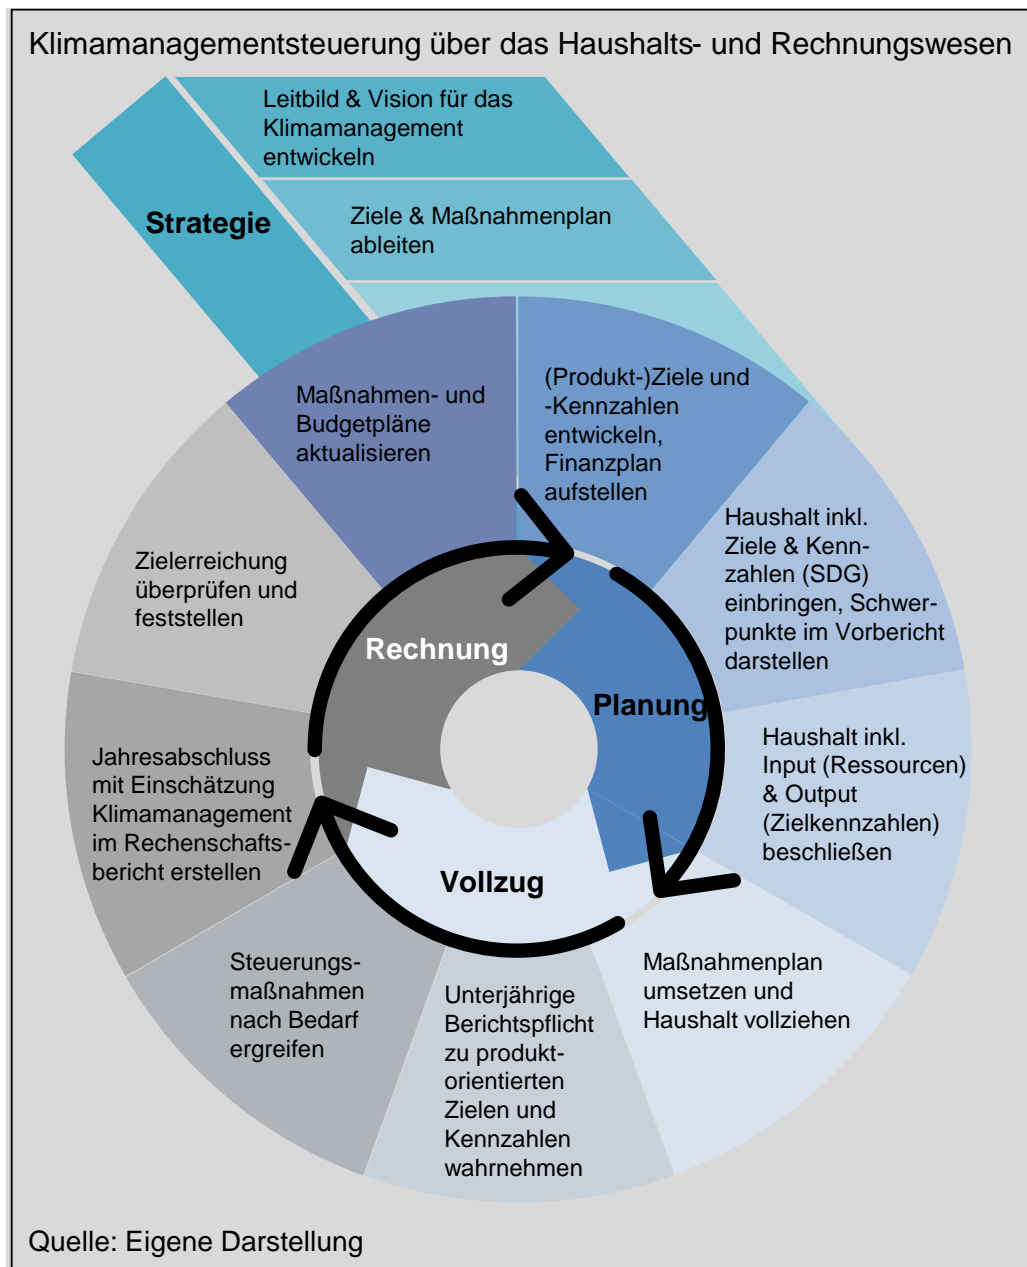 Klimamanagementsteuerung über das Haushalts- und Rechnungswesen
Leitbild & Vision für das
Klimamanagement
entwickeln
Strategie
Ziele & Maßnahmenplan
ableiten
Maßnahmen- und
Budgetpläne
aktualisieren
(Produkt-)Ziele und
-Kennzahlen
entwickeln,
Finanzplan
aufstellen
Haushalt inkl.
Ziele & Kenn-
zahlen (SDG)
einbringen, Schwer-
punkte im Vorbericht
darstellen
Haushalt inkl.
Input (Ressourcen)
& Output
(Zielkennzahlen)
beschließen
Maßnahmenplan
umsetzen und
Haushalt vollziehen
Unterjährige
Berichtspflicht
zu produkt-
orientierten
Zielen und
Kennzahlen
wahrnehmen
Steuerungs-
maßnahmen
nach Bedarf
ergreifen
Jahresabschluss
mit Einschätzung
Klimamanagement
im Rechenschafts-
bericht erstellen
Zielerreichung
überprüfen und
feststellen
Rechnung
Planung
Vollzug
Quelle: Eigene Darstellung